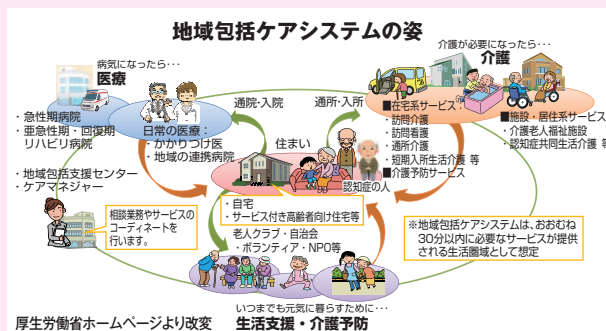 地域包括ケアシステムの姿
病気になったら･･･
医療
・急性期病院
・亜急性期・回復期
リハビリ病院
日常の医療：
・かかりつけ医
・地域の連携病院
・地域包括支援センター
・ケアマネジャー
相談業務やサービスの
コーディネートを
行います。
通院･入院
通所･入所
住まい
認知症の人
・自宅
・サービス付き高齢者向け住宅等
介護が必要になったら･･･
介護
■在宅系サービス：
・訪問介護
・訪問看護
・通所介護
・短期入所生活介護 等
■介護予防サービス
■施設・居住系サービス
・介護老人福祉施設
・認知症共同生活介護 等
※地域包括ケアシステムは、おおむね
30分以内に必要なサービスが提供
される生活圏域として想定
老人クラブ・自治会
・ボランティア・NPO等
いつまでも元気に暮らすために･･･
生活支援・介護予防
厚生労働省ホームページより改変